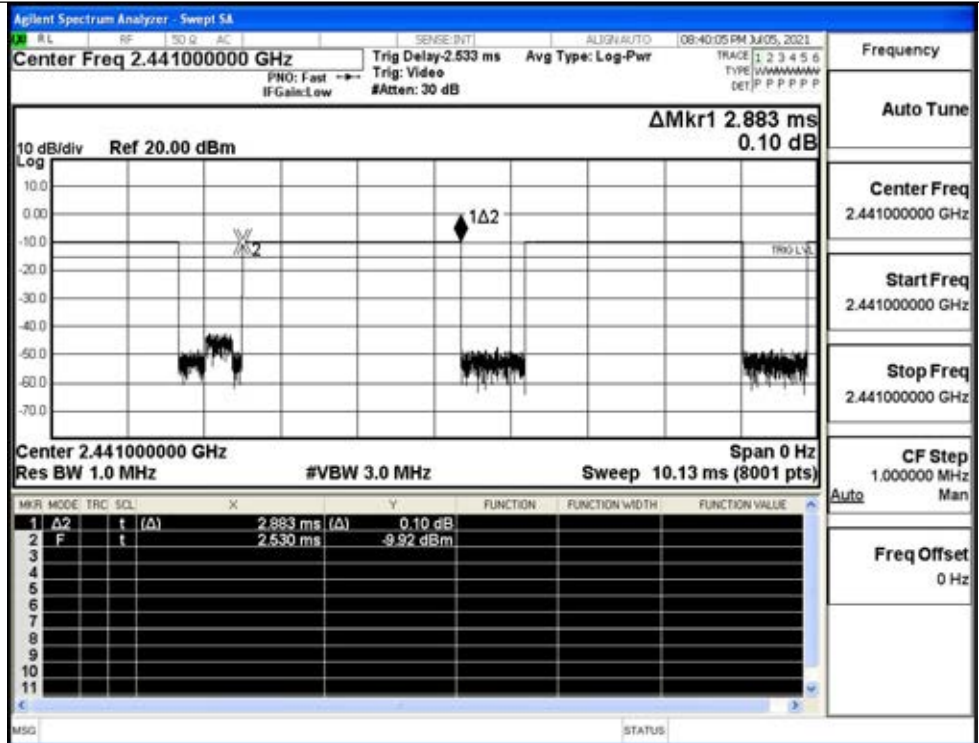 Agilent Spectrum Analyzer - Swept SA
RL RF 50 Ω AC SENSE:INT ALIGNAUTO 08:40:05 PM Jul 05, 2021
Center Freq 2.441000000 GHz
PNO: Fast
IFGain:Low
Trig Delay-2.533 ms
Trig: Video
#Atten: 30 dB
Avg Type: Log-Pwr
TRACE 1 2 3 4 5 6
TYPE WWWWWW
DET P P P P P P
ΔMkr1 2.883 ms
0.10 dB
10 dB/div Ref 20.00 dBm
Log
10.0
0.00
-10.0
-20.0
-30.0
-40.0
-50.0
-60.0
-70.0
2
1Δ2
TRIG LVL
Center 2.441000000 GHz Span 0 Hz
Res BW 1.0 MHz #VBW 3.0 MHz Sweep 10.13 ms (8001 pts)
MKR MODE TRC SCL X Y FUNCTION FUNCTION WIDTH FUNCTION VALUE
1 Δ2 t (Δ) 2.883 ms (Δ) 0.10 dB
2 F t 2.530 ms -9.92 dBm
3
4
5
6
7
8
9
10
11
MSG STATUS
Frequency
Auto Tune
Center Freq
2.441000000 GHz
Start Freq
2.441000000 GHz
Stop Freq
2.441000000 GHz
CF Step
1.000000 MHz
Auto Man
Freq Offset
0 Hz